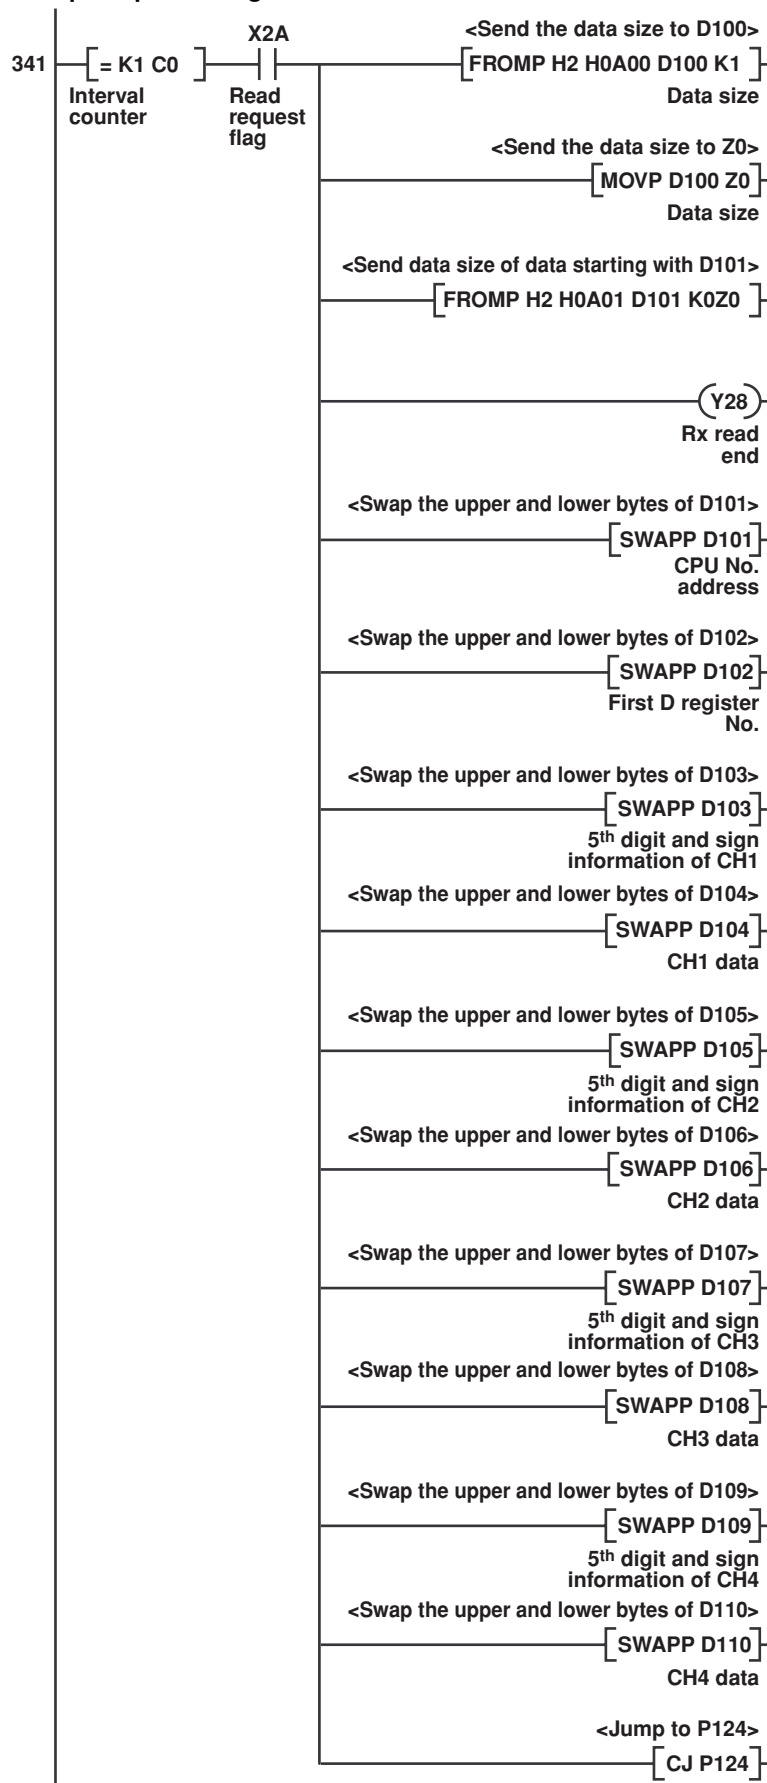 X2A
<Send the data size to D100>
341
= K1 C0
FROMP H2 H0A00 D100 K1
Interval
counter
Read
request
flag
Data size
<Send the data size to Z0>
MOVP D100 Z0
Data size
<Send data size of data starting with D101>
FROMP H2 H0A01 D101 K0Z0
Y28
Rx read
end
<Swap the upper and lower bytes of D101>
SWAPP D101
CPU No.
address
<Swap the upper and lower bytes of D102>
SWAPP D102
First D register
No.
<Swap the upper and lower bytes of D103>
SWAPP D103
5th digit and sign
information of CH1
<Swap the upper and lower bytes of D104>
SWAPP D104
CH1 data
<Swap the upper and lower bytes of D105>
SWAPP D105
5th digit and sign
information of CH2
<Swap the upper and lower bytes of D106>
SWAPP D106
CH2 data
<Swap the upper and lower bytes of D107>
SWAPP D107
5th digit and sign
information of CH3
<Swap the upper and lower bytes of D108>
SWAPP D108
CH3 data
<Swap the upper and lower bytes of D109>
SWAPP D109
5th digit and sign
information of CH4
<Swap the upper and lower bytes of D110>
SWAPP D110
CH4 data
<Jump to P124>
CJ P124